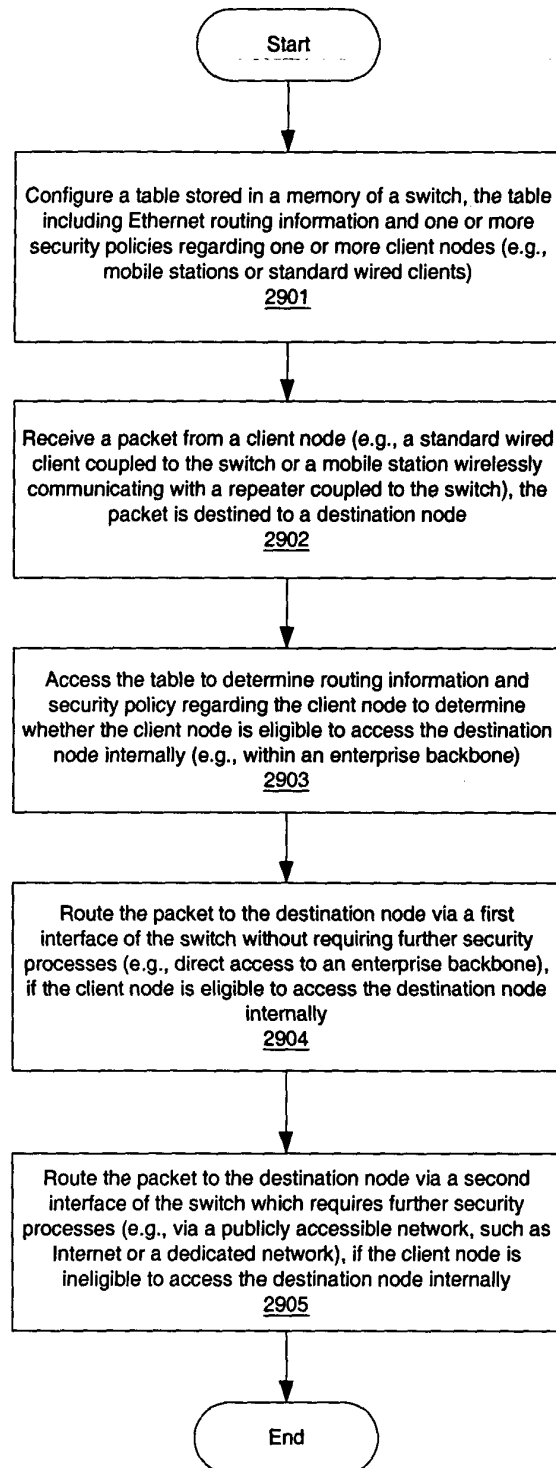 Start
Configure a table stored in a memory of a switch, the table
including Ethernet routing information and one or more
security policies regarding one or more client nodes (e.g.,
mobile stations or standard wired clients)
2901
Receive a packet from a client node (e.g., a standard wired
client coupled to the switch or a mobile station wirelessly
communicating with a repeater coupled to the switch), the
packet is destined to a destination node
2902
Access the table to determine routing information and
security policy regarding the client node to determine
whether the client node is eligible to access the destination
node internally (e.g., within an enterprise backbone)
2903
Route the packet to the destination node via a first
interface of the switch without requiring further security
processes (e.g., direct access to an enterprise backbone),
if the client node is eligible to access the destination node
internally
2904
Route the packet to the destination node via a second
interface of the switch which requires further security
processes (e.g., via a publicly accessible network, such as
Internet or a dedicated network), if the client node is
ineligible to access the destination node internally
2905
End